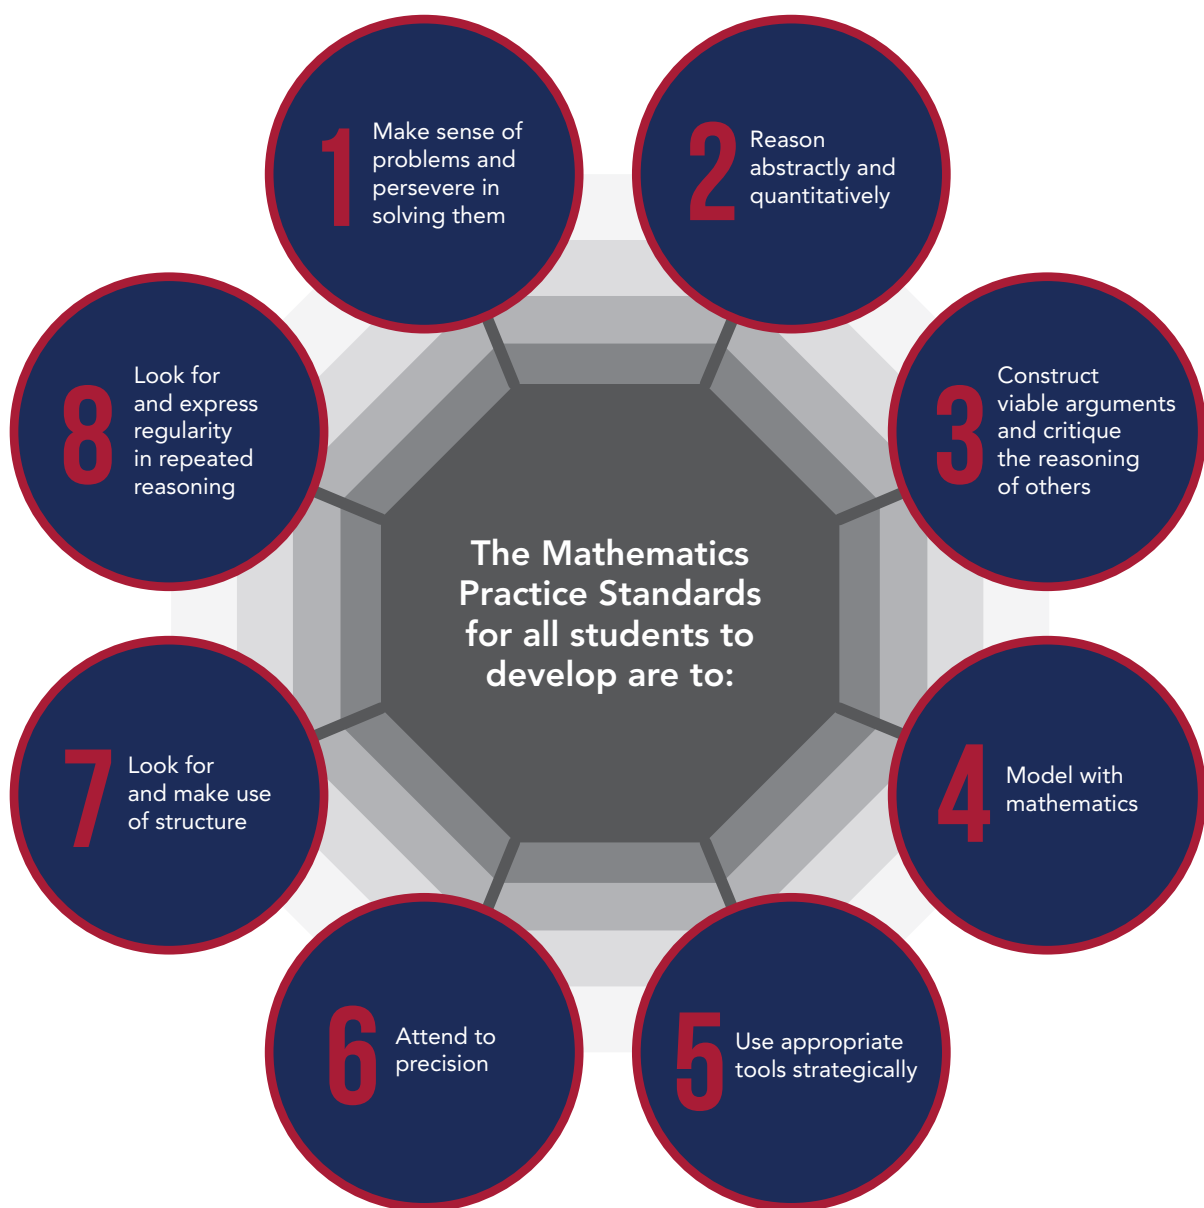 The Mathematics
Practice Standards
for all students to
develop are to:
1
Make sense of
problems and
persevere in
solving them
2
Reason
abstractly and
quantitatively
3
Construct
viable arguments
and critique
the reasoning
of others
4
Model with
mathematics
5
Use appropriate
tools strategically
6
Attend to
precision
7
Look for
and make use
of structure
8
Look for
and express
regularity
in repeated
reasoning